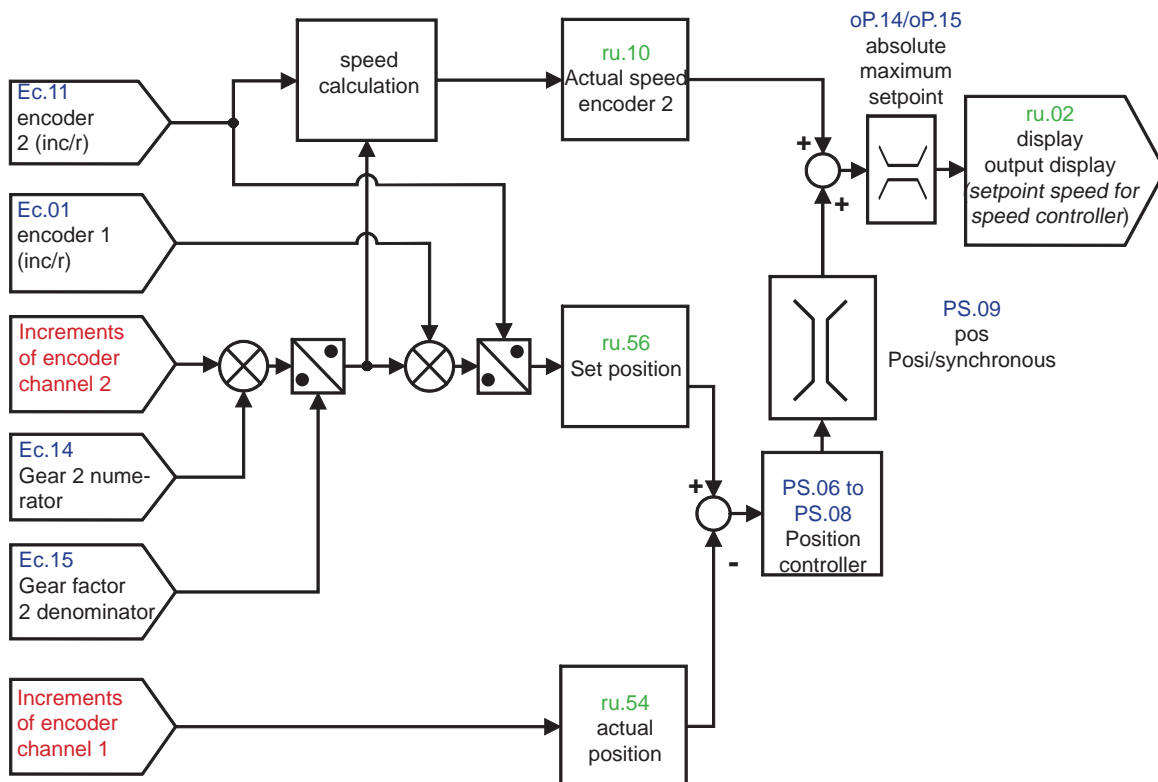 oP.14/oP.15
absolute
maximum
setpoint
speed
calculation
ru.10
Actual speed
encoder 2
Ec.11
encoder
2 (inc/r)
ru.02
display
output display
(setpoint speed for
speed controller)
+
+
Ec.01
encoder 1
(inc/r)
PS.09
pos
Posi/synchronous
Increments
of encoder
channel 2
ru.56
Set position
Ec.14
Gear 2 nume-
rator
+
-
PS.06 to
PS.08
Position
controller
Ec.15
Gear factor
2 denominator
Increments
of encoder
channel 1
ru.54
actual
position